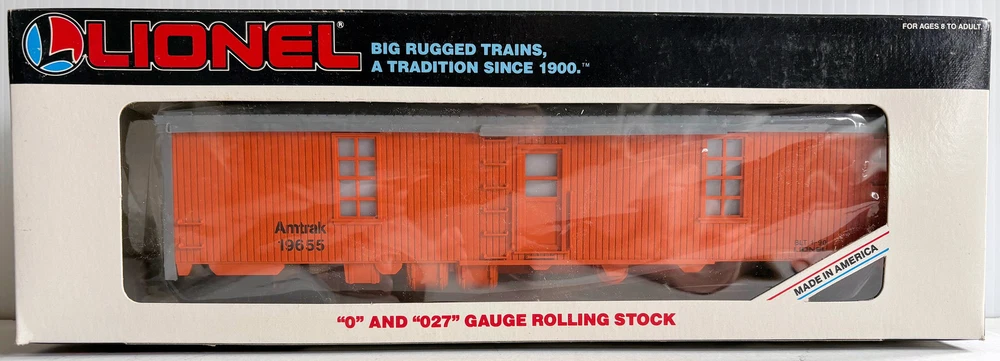 LIONEL®
BIG RUGGED TRAINS,
A TRADITION SINCE 1900.™
FOR AGES 8 TO ADULT.
Amtrak
19655
MADE IN AMERICA
"O" AND "027" GAUGE ROLLING STOCK